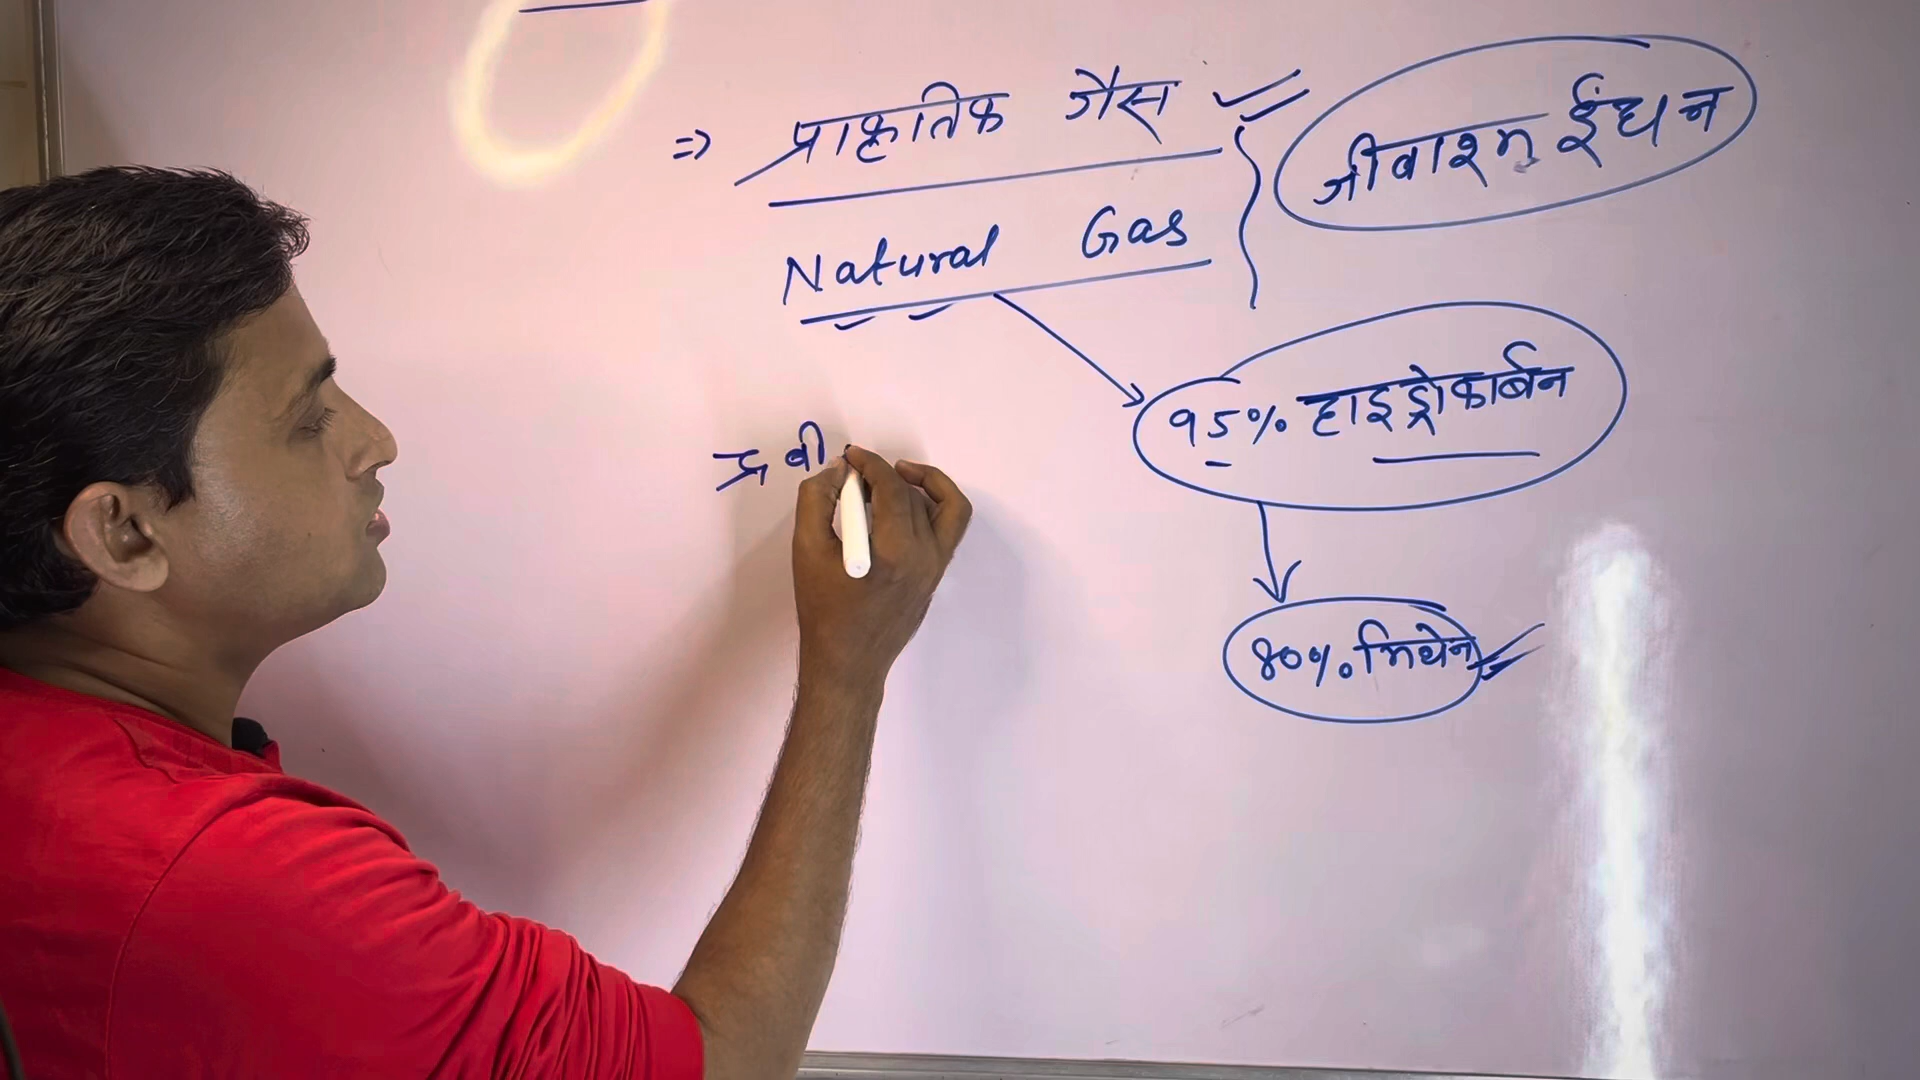 => प्राकृतिक गैस
जीवाश्म ईंधन
Natural Gas
95% हाइड्रोकार्बन
द्रवी
80% मिथेन